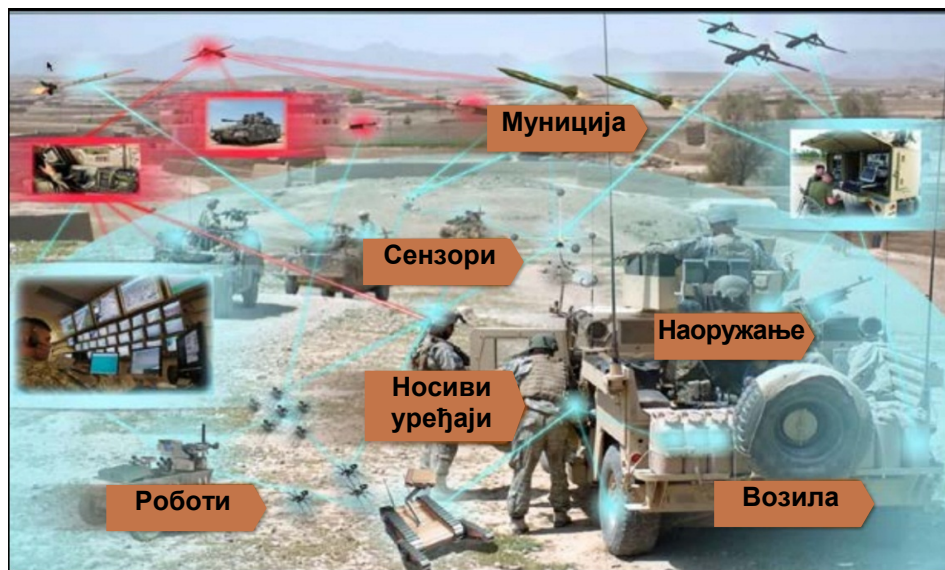 Муниција
Сензори
Наоружање
Носиви
уређаји
Роботи
Возила